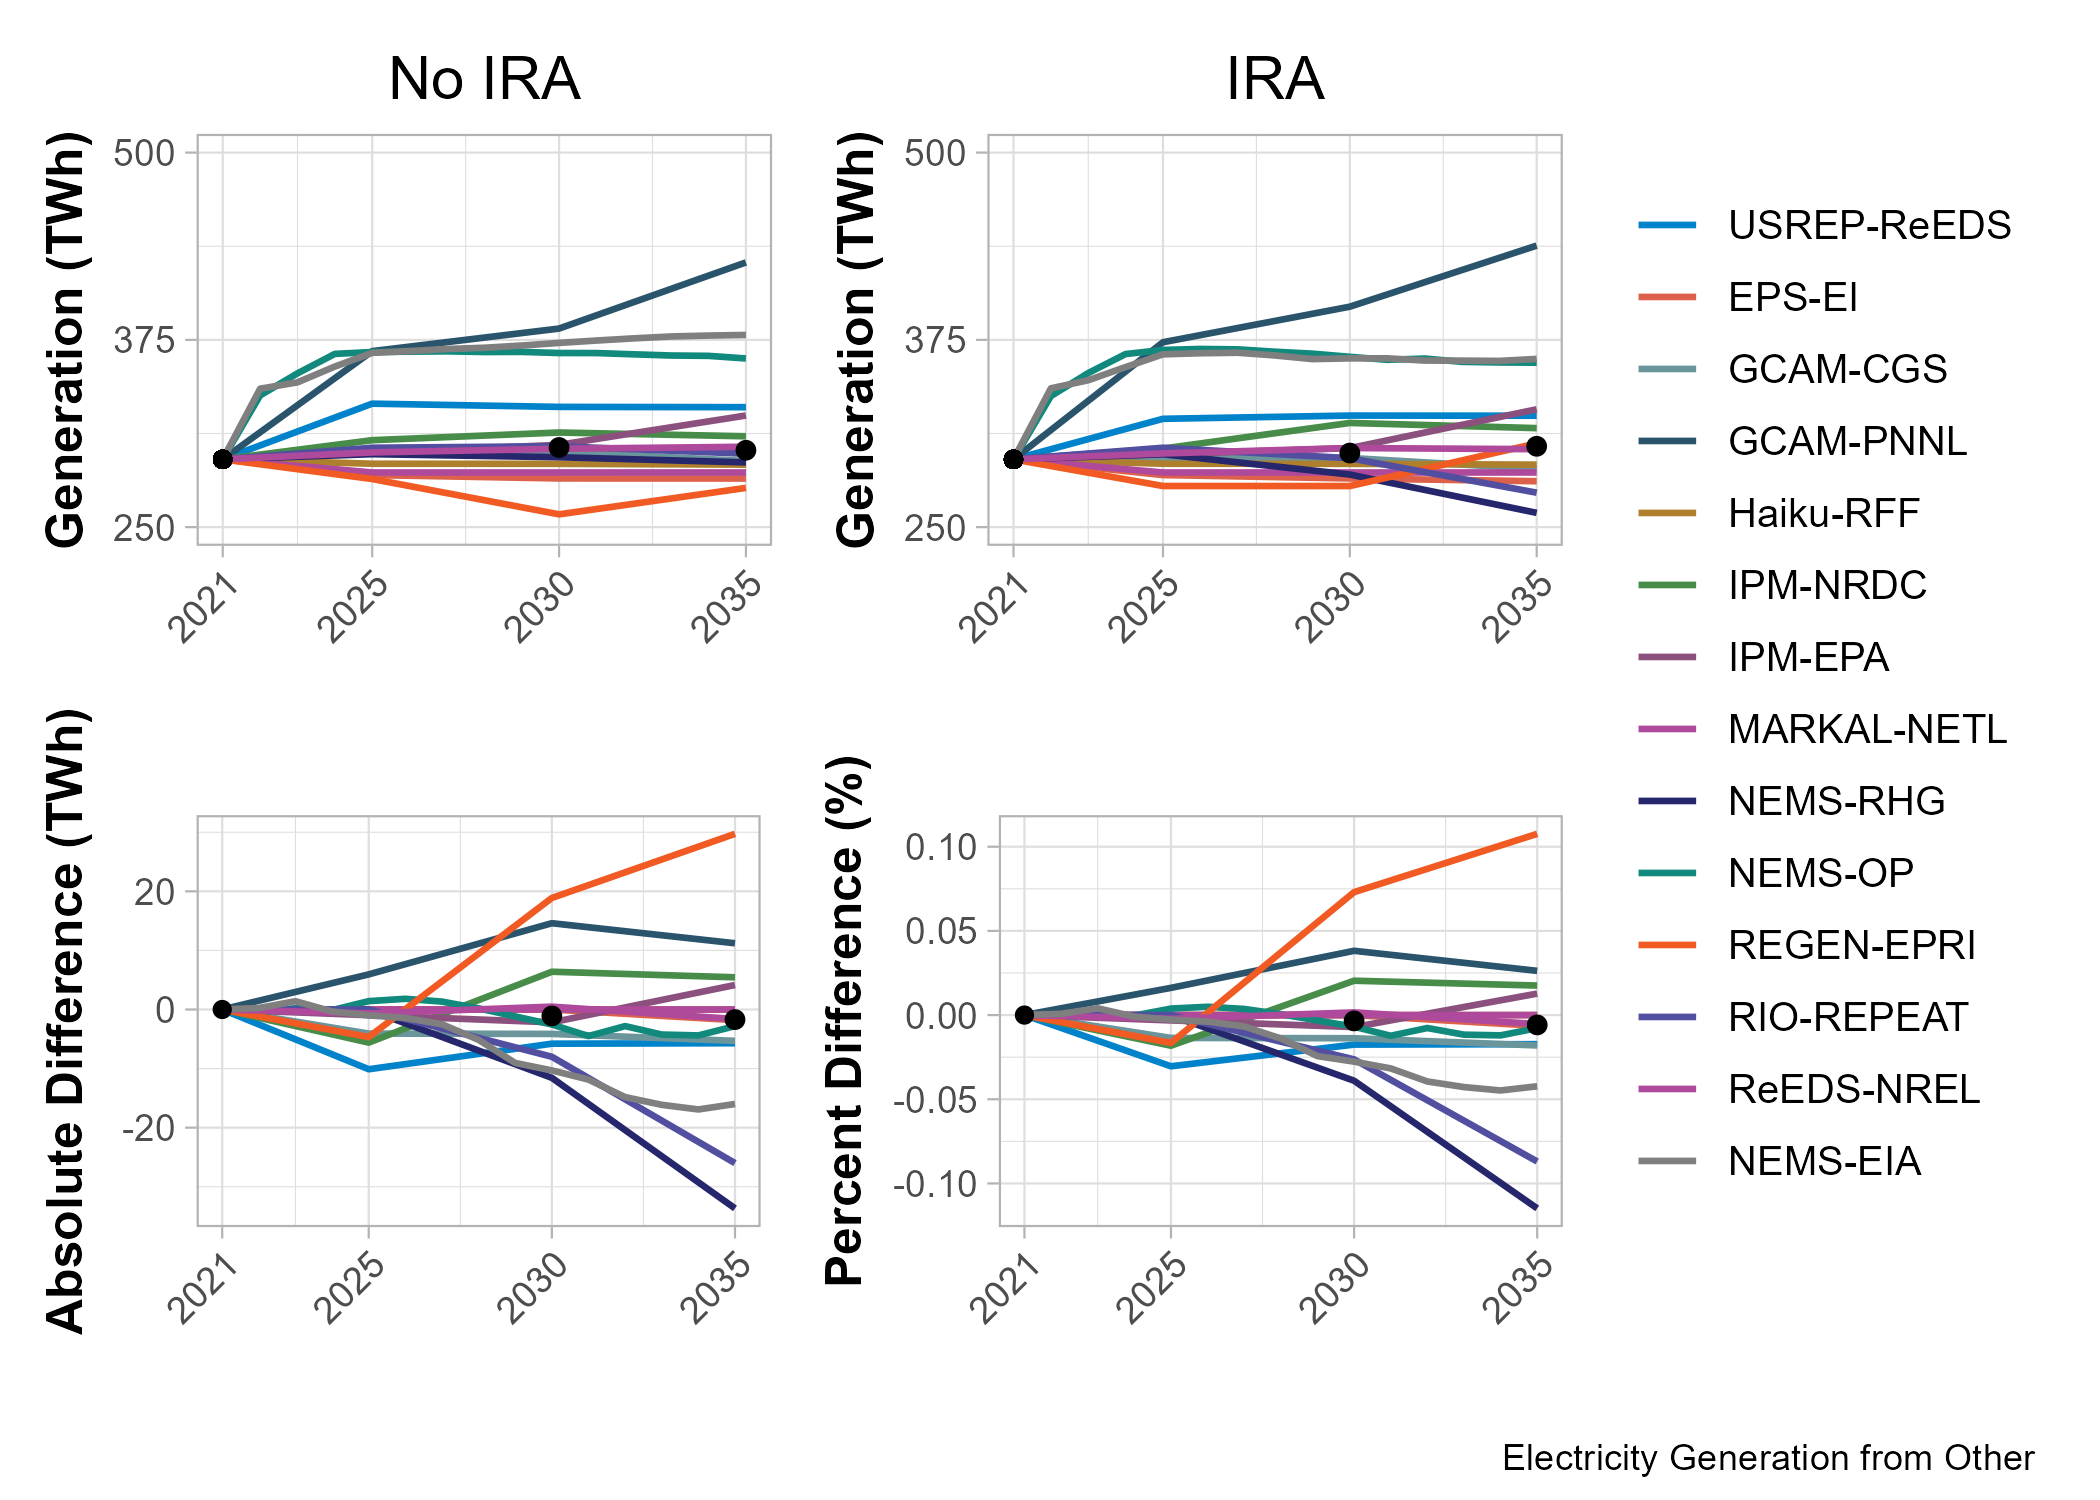 No IRA
IRA
Generation (TWh)
500
375
250
2021
2025
2030
2035
Generation (TWh)
500
375
250
2021
2025
2030
2035
Absolute Difference (TWh)
20
0
-20
2021
2025
2030
2035
Percent Difference (%)
0.10
0.05
0.00
-0.05
-0.10
2021
2025
2030
2035
USREP-ReEDS
EPS-EI
GCAM-CGS
GCAM-PNNL
Haiku-RFF
IPM-NRDC
IPM-EPA
MARKAL-NETL
NEMS-RHG
NEMS-OP
REGEN-EPRI
RIO-REPEAT
ReEDS-NREL
NEMS-EIA
Electricity Generation from Other